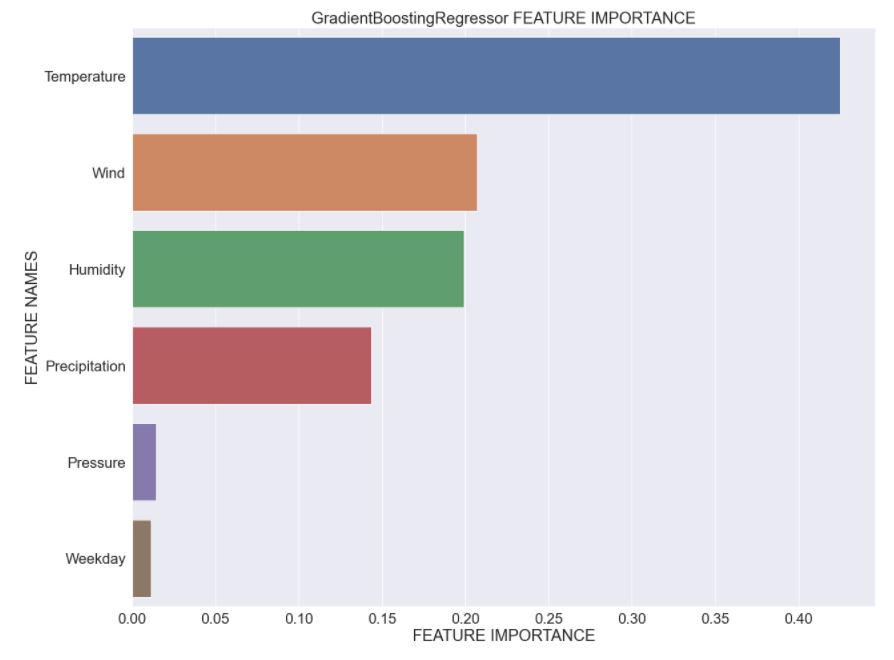 GradientBoostingRegressor FEATURE IMPORTANCE
Temperature
Wind
Humidity
Precipitation
Pressure
Weekday
FEATURE NAMES
0.00 0.05 0.10 0.15 0.20 0.25 0.30 0.35 0.40
FEATURE IMPORTANCE